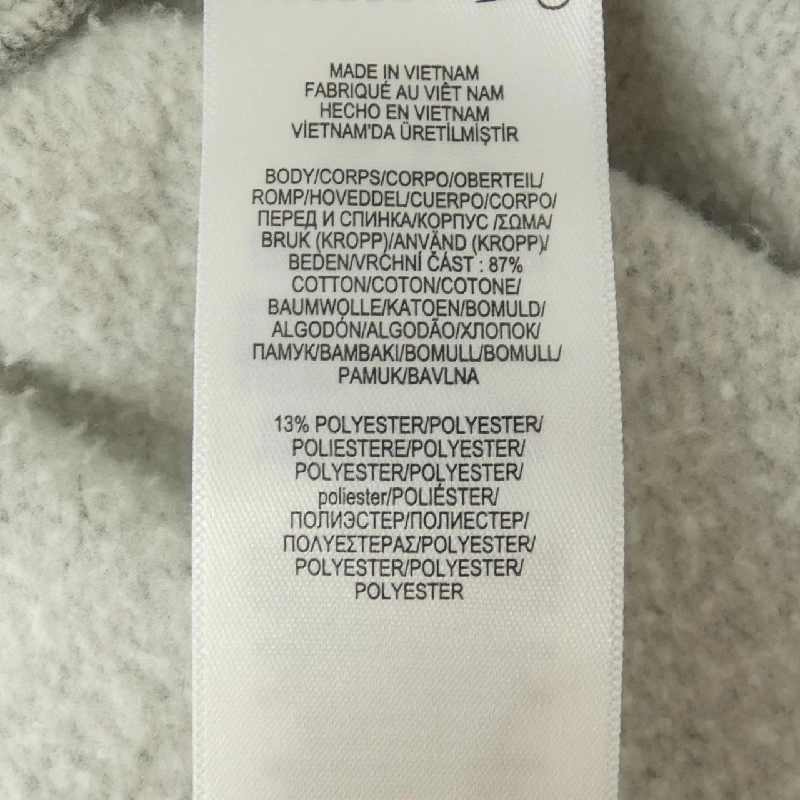 MADE IN VIETNAM
FABRIQUÉ AU VIÊT NAM
HECHO EN VIETNAM
VİETNAM'DA ÜRETİLMİŞTİR
BODY/CORPS/CORPO/OBERTEIL/
ROMP/HOVEDDEL/CUERPO/CORPO/
ПЕРЕД И СПИНКА/КОРПУС /ΣΩΜΑ/
BRUK (KROPP)/ANVÄND (KROPP)/
BEDEN/VRCHNÍ ČÁST : 87%
COTTON/COTON/COTONE/
BAUMWOLLE/KATOEN/BOMULD/
ALGODÓN/ALGODÃO/ХЛОПОК/
ПАМУК/ΒΑΜΒΑΚΙ/BOMULL/BOMULL/
PAMUK/BAVLNA
13% POLYESTER/POLYESTER/
POLIESTERE/POLYESTER/
POLYESTER/POLYESTER/
poliester/POLIÉSTER/
ПОЛИЭСТЕР/ПОЛИЕСТЕР/
ΠΟΛΥΕΣΤΕΡΑΣ/POLYESTER/
POLYESTER/POLYESTER/
POLYESTER